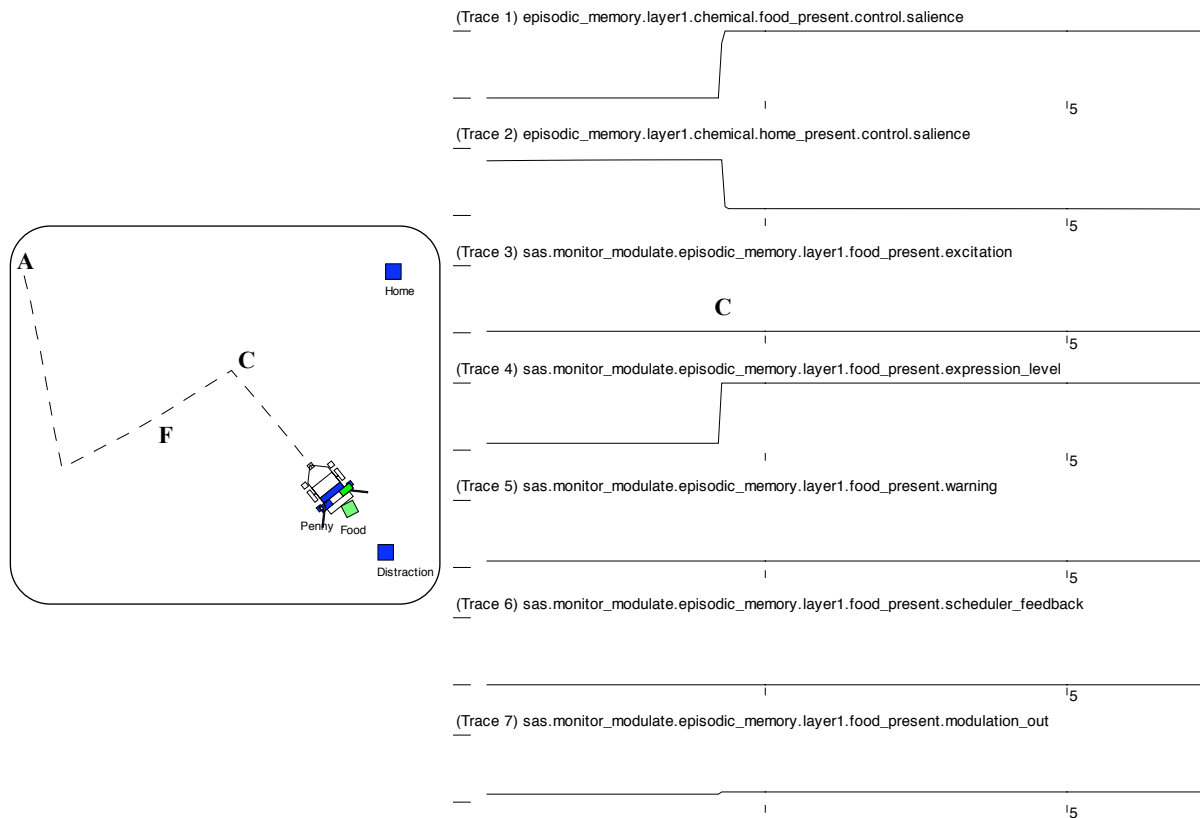 (Trace 1) episodic_memory.layer1.chemical.food_present.control.salience
5
(Trace 2) episodic_memory.layer1.chemical.home_present.control.salience
5
(Trace 3) sas.monitor_modulate.episodic_memory.layer1.food_present.excitation
C
5
(Trace 4) sas.monitor_modulate.episodic_memory.layer1.food_present.expression_level
5
(Trace 5) sas.monitor_modulate.episodic_memory.layer1.food_present.warning
5
(Trace 6) sas.monitor_modulate.episodic_memory.layer1.food_present.scheduler_feedback
5
(Trace 7) sas.monitor_modulate.episodic_memory.layer1.food_present.modulation_out
5
A
Home
C
F
Penny Food
Distraction